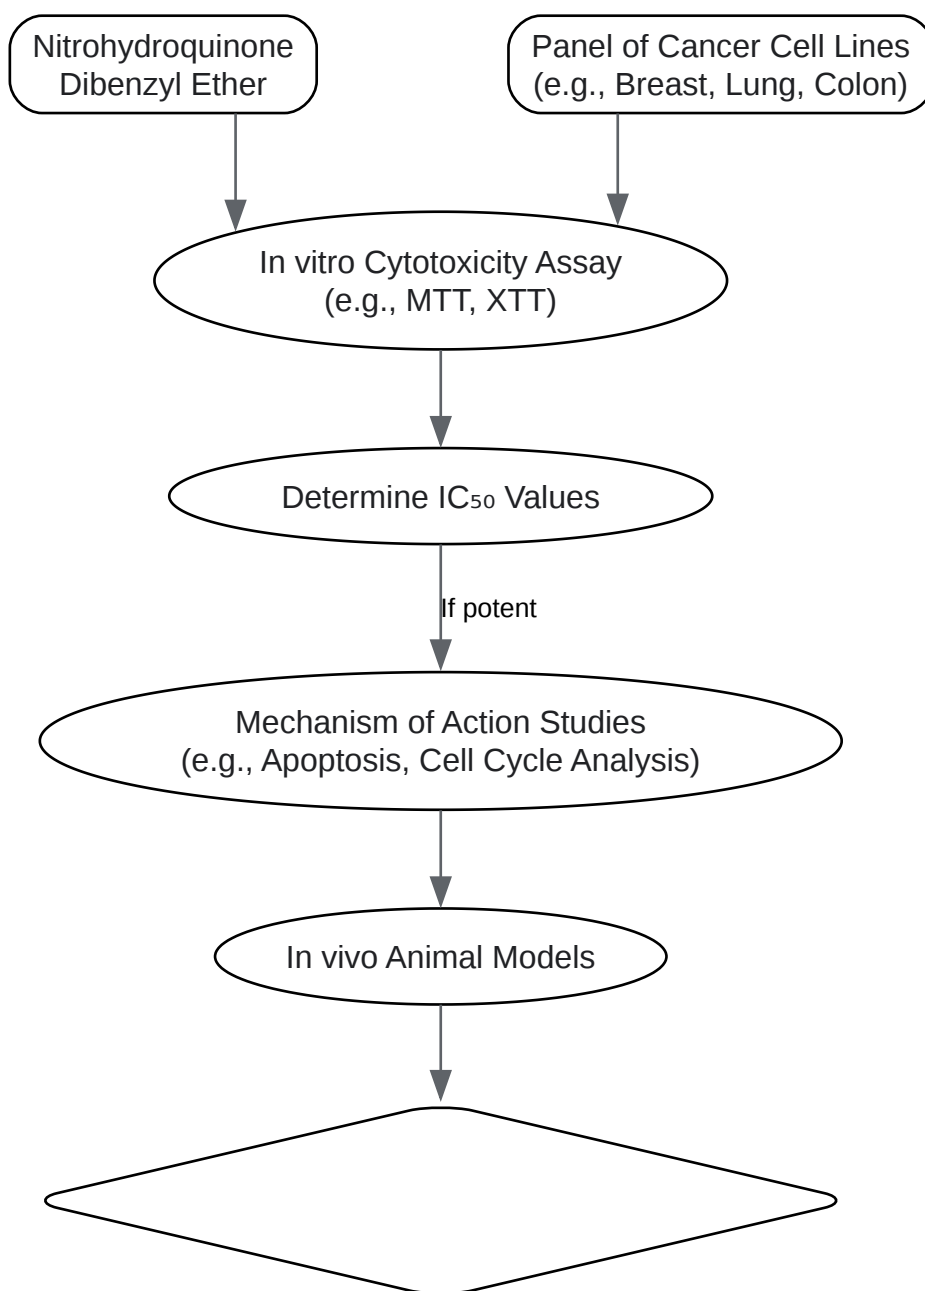 Nitrohydroquinone
Dibenzyl Ether
Panel of Cancer Cell Lines
(e.g., Breast, Lung, Colon)
In vitro Cytotoxicity Assay
(e.g., MTT, XTT)
Determine IC₅₀ Values
If potent
Mechanism of Action Studies
(e.g., Apoptosis, Cell Cycle Analysis)
In vivo Animal Models